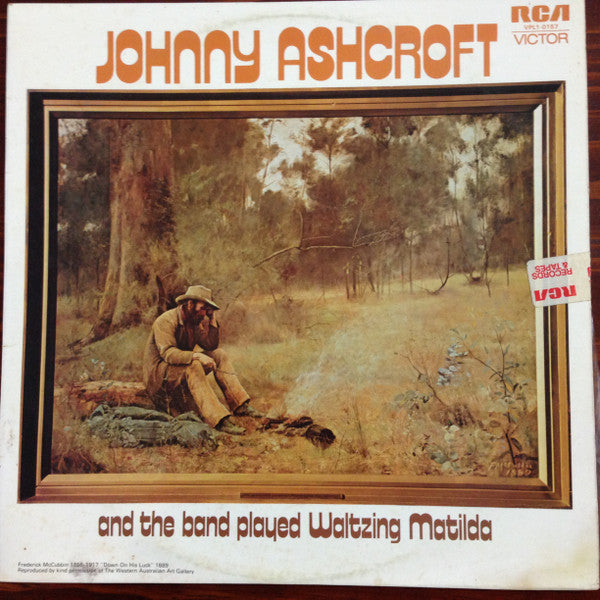 RCA
VPL1-0187
VICTOR
JOHNNY ASHCROFT
RECORDS
& TAPES
RCA
and the band played Waltzing Matilda
Frederick McCubbin 1855-1917 "Down On His Luck" 1889
Reproduced by kind permission of The Western Australian Art Gallery